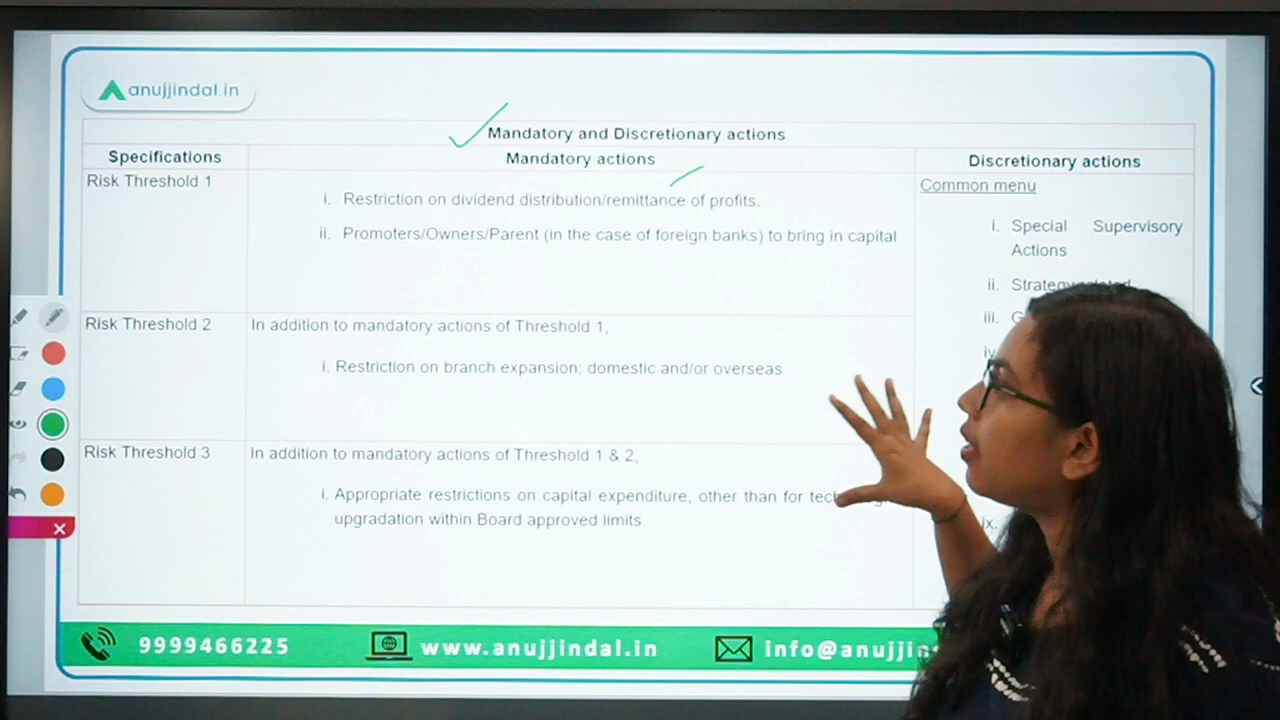 anujjindal.in
Mandatory and Discretionary actions
Specifications
Mandatory actions
Discretionary actions
Risk Threshold 1
i. Restriction on dividend distribution/remittance of profits.
ii. Promoters/Owners/Parent (in the case of foreign banks) to bring in capital
Common menu
i. Special Supervisory
Actions
ii.
iii.
ix.
Risk Threshold 2
In addition to mandatory actions of Threshold 1,
i. Restriction on branch expansion; domestic and/or overseas
Risk Threshold 3
In addition to mandatory actions of Threshold 1 & 2,
i. Appropriate restrictions on capital expenditure, other than for
upgradation within Board approved limits
9999466225
www.anujjindal.in